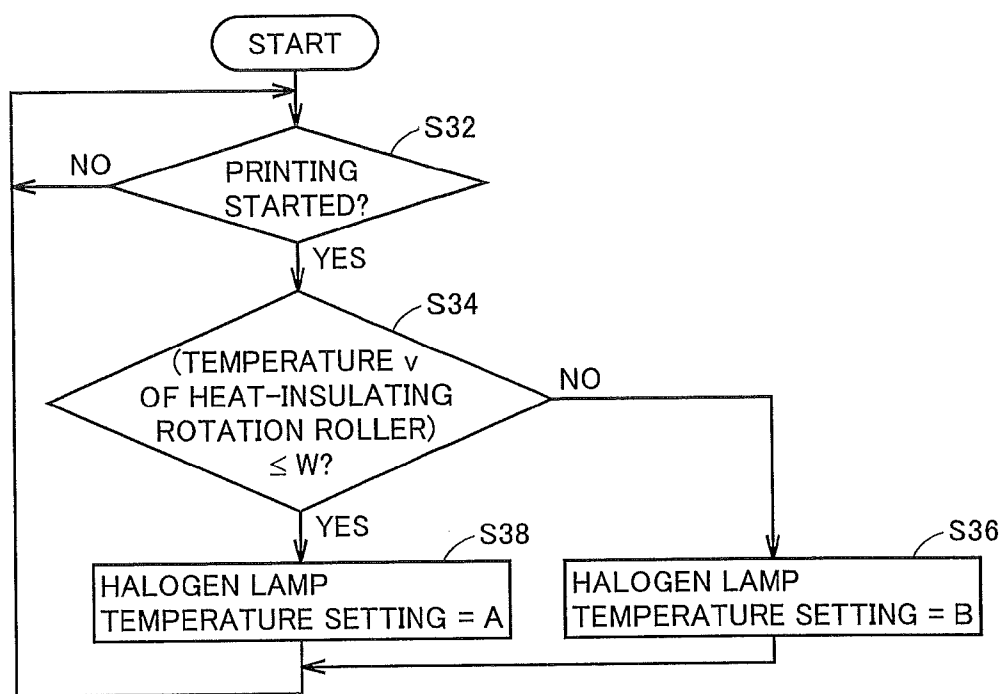 START
S32
NO
PRINTING
STARTED?
YES
S34
(TEMPERATURE v
OF HEAT-INSULATING
ROTATION ROLLER)
≤ W?
NO
YES
S38
HALOGEN LAMP
TEMPERATURE SETTING = A
S36
HALOGEN LAMP
TEMPERATURE SETTING = B